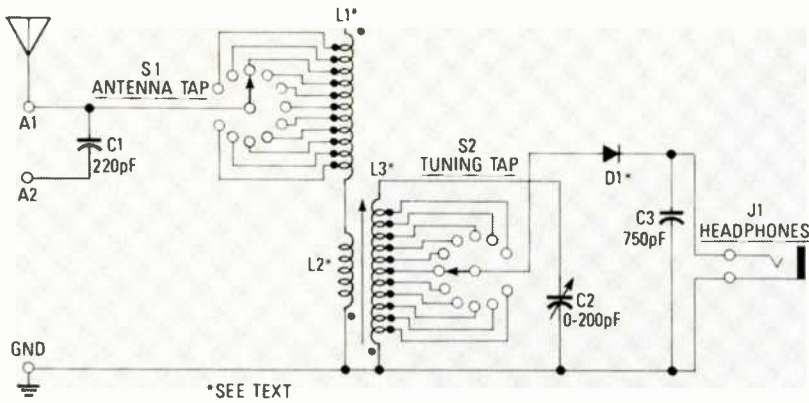 L1*
S1
ANTENNA TAP
A1
C1
220pF
A2
S2
TUNING TAP
L3*
D1*
C3
750pF
J1
HEADPHONES
L2*
C2
0-200pF
GND
*SEE TEXT